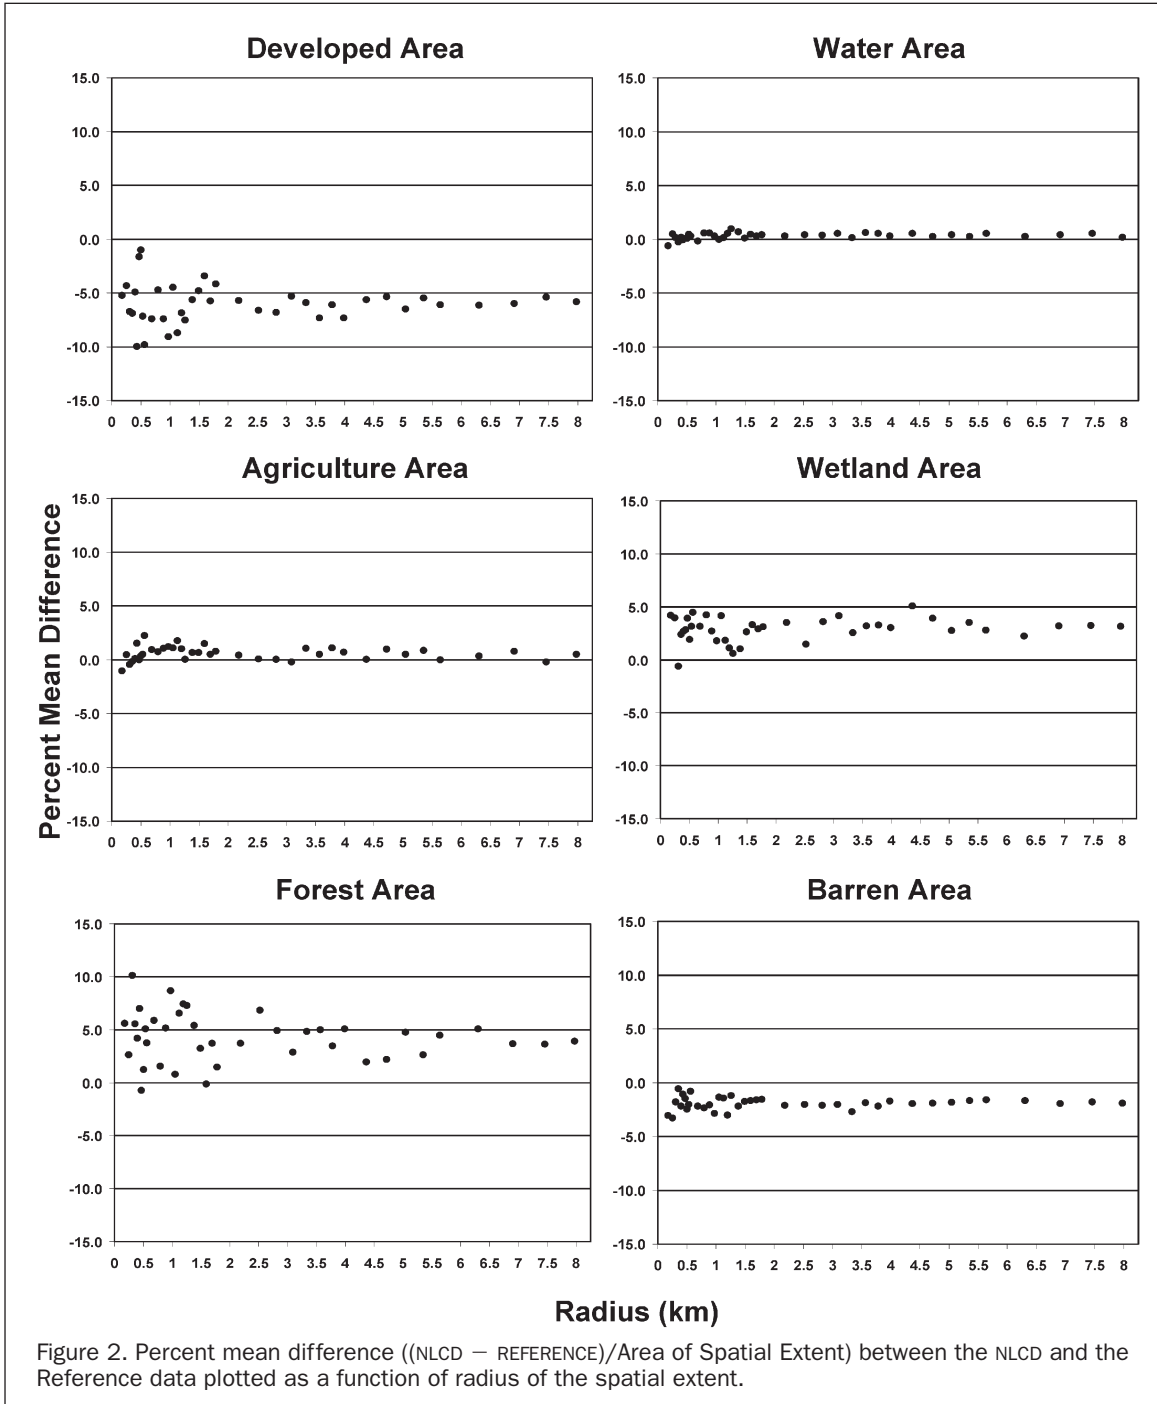 Developed Area
15.0
10.0
5.0
0.0
-5.0
-10.0
-15.0
0 0.5 1 1.5 2 2.5 3 3.5 4 4.5 5 5.5 6 6.5 7 7.5 8
Water Area
15.0
10.0
5.0
0.0
-5.0
-10.0
-15.0
0 0.5 1 1.5 2 2.5 3 3.5 4 4.5 5 5.5 6 6.5 7 7.5 8
Percent Mean Difference
Agriculture Area
15.0
10.0
5.0
0.0
-5.0
-10.0
-15.0
0 0.5 1 1.5 2 2.5 3 3.5 4 4.5 5 5.5 6 6.5 7 7.5 8
Wetland Area
15.0
10.0
5.0
0.0
-5.0
-10.0
-15.0
0 0.5 1 1.5 2 2.5 3 3.5 4 4.5 5 5.5 6 6.5 7 7.5 8
Forest Area
15.0
10.0
5.0
0.0
-5.0
-10.0
-15.0
0 0.5 1 1.5 2 2.5 3 3.5 4 4.5 5 5.5 6 6.5 7 7.5 8
Barren Area
15.0
10.0
5.0
0.0
-5.0
-10.0
-15.0
0 0.5 1 1.5 2 2.5 3 3.5 4 4.5 5 5.5 6 6.5 7 7.5 8
Radius (km)
Figure 2. Percent mean difference ((NLCD − REFERENCE)/Area of Spatial Extent) between the NLCD and the
Reference data plotted as a function of radius of the spatial extent.